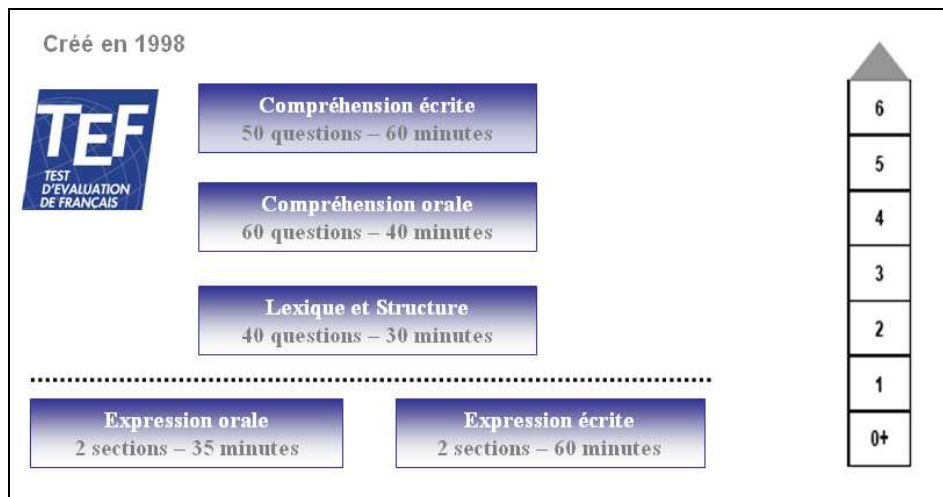 Créé en 1998
TEF
TEST
D'EVALUATION
DE FRANÇAIS
Compréhension écrite
50 questions – 60 minutes
Compréhension orale
60 questions – 40 minutes
Lexique et Structure
40 questions – 30 minutes
Expression orale
2 sections – 35 minutes
Expression écrite
2 sections – 60 minutes
6
5
4
3
2
1
0+